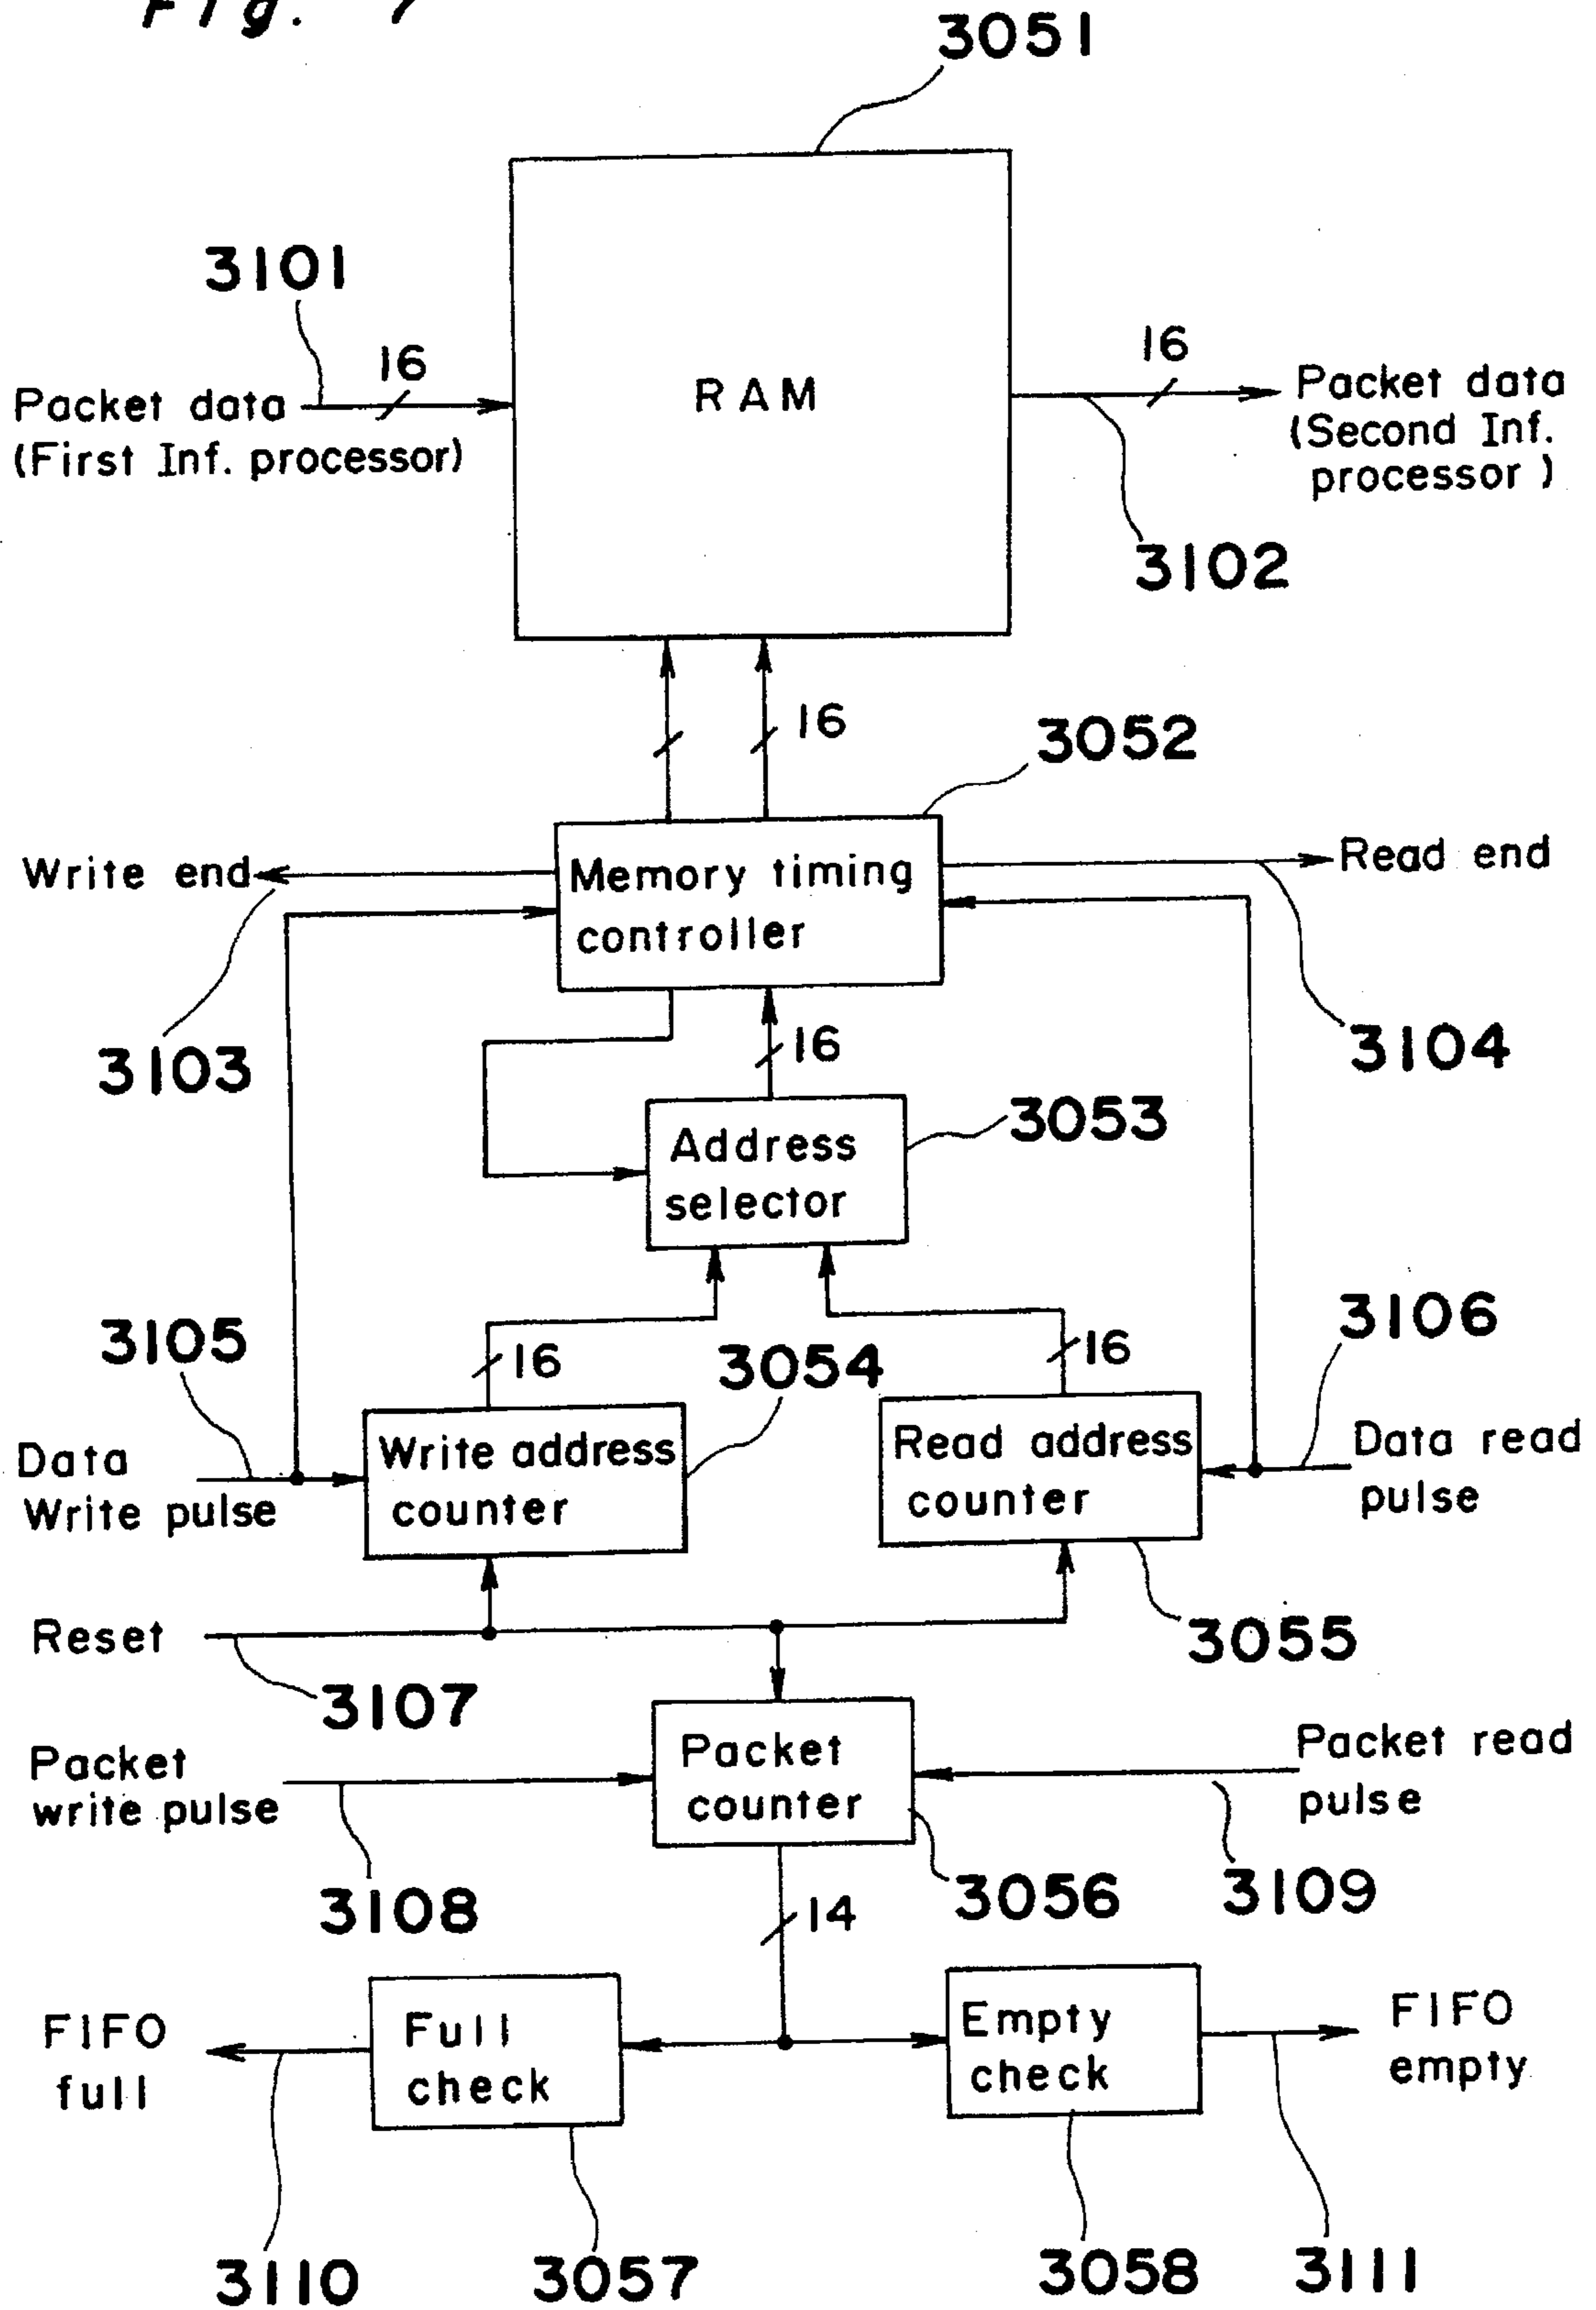 Fig. 7
3051
3101
16
Packet data
(First Inf. processor)
RAM
16
Packet data
(Second Inf.
processor)
3102
16
3052
Write end
Memory timing
controller
Read end
3103
16
3104
Address
selector
3053
3105
16
3054
16
3106
Data
Write pulse
Write address
counter
Read address
counter
Data read
pulse
Reset
3055
3107
Packet
write pulse
Packet
counter
Packet read
pulse
3108
3056
3109
14
FIFO
full
Full
check
Empty
check
FIFO
empty
3110
3057
3058
3111